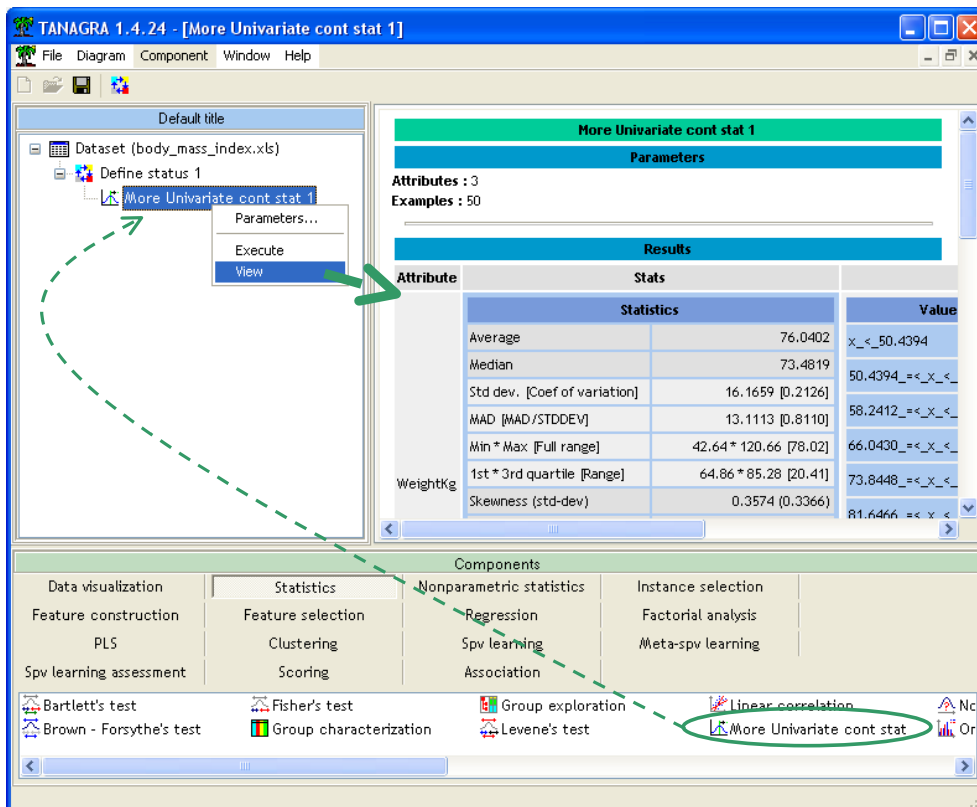 TANAGRA 1.4.24 - [More Univariate cont stat 1]
File Diagram Component Window Help
Default title
Dataset (body_mass_index.xls)
Define status 1
More Univariate cont stat 1
Parameters...
Execute
View
More Univariate cont stat 1
Parameters
Attributes : 3
Examples : 50
Results
Attribute Stats
Statistics Value
WeightKg
Average 76.0402
Median 73.4819
Std dev. [Coef of variation] 16.1659 [0.2126]
MAD [MAD/STDDEV] 13.1113 [0.8110]
Min * Max [Full range] 42.64 * 120.66 [78.02]
1st * 3rd quartile [Range] 64.86 * 85.28 [20.41]
Skewness (std-dev) 0.3574 (0.3366)
x_<_50.4394
50.4394_=<_x_<_
58.2412_=<_x_<_
66.0430_=<_x_<_
73.8448_=<_x_<_
81.6466_=<_x_<_
Components
Data visualization Statistics Nonparametric statistics Instance selection
Feature construction Feature selection Regression Factorial analysis
PLS Clustering Spv learning Meta-spv learning
Spv learning assessment Scoring Association
Bartlett's test Fisher's test Group exploration Linear correlation No
Brown - Forsythe's test Group characterization Levene's test More Univariate cont stat Or